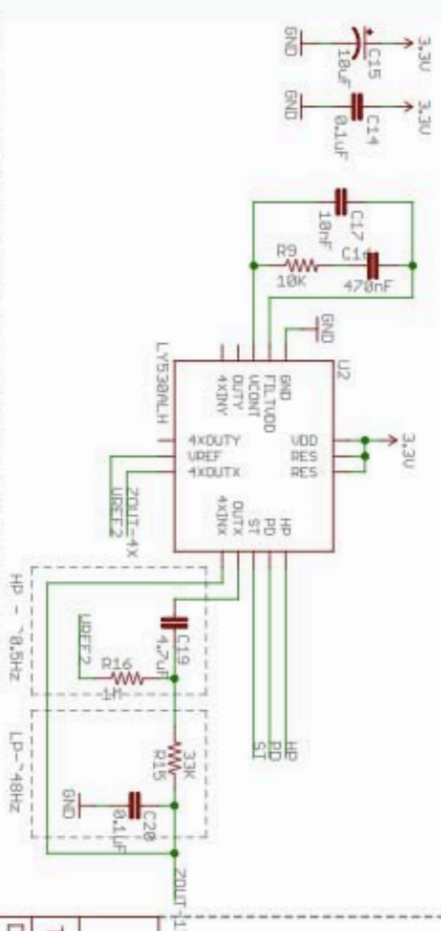 GND
C15
10uF
3.3V
GND
C14
0.1uF
3.3V
C17
10nF
R9
10K
C16
470nF
GND
U2
LY530ALH
4XINY
OUTY
VCONT
FILTVDD
GND
4XOUTY
VREF
4XOUTX
VDD
RES
RES
3.3V
4XINX
OUTX
ST
PD
HP
VREF2
ZOUT-4X
ST
PD
HP
HP - ~0.5Hz
VREF2
C19
4.7uF
R16
1M
LP-~48Hz
33K
R15
GND
C20
0.1uF